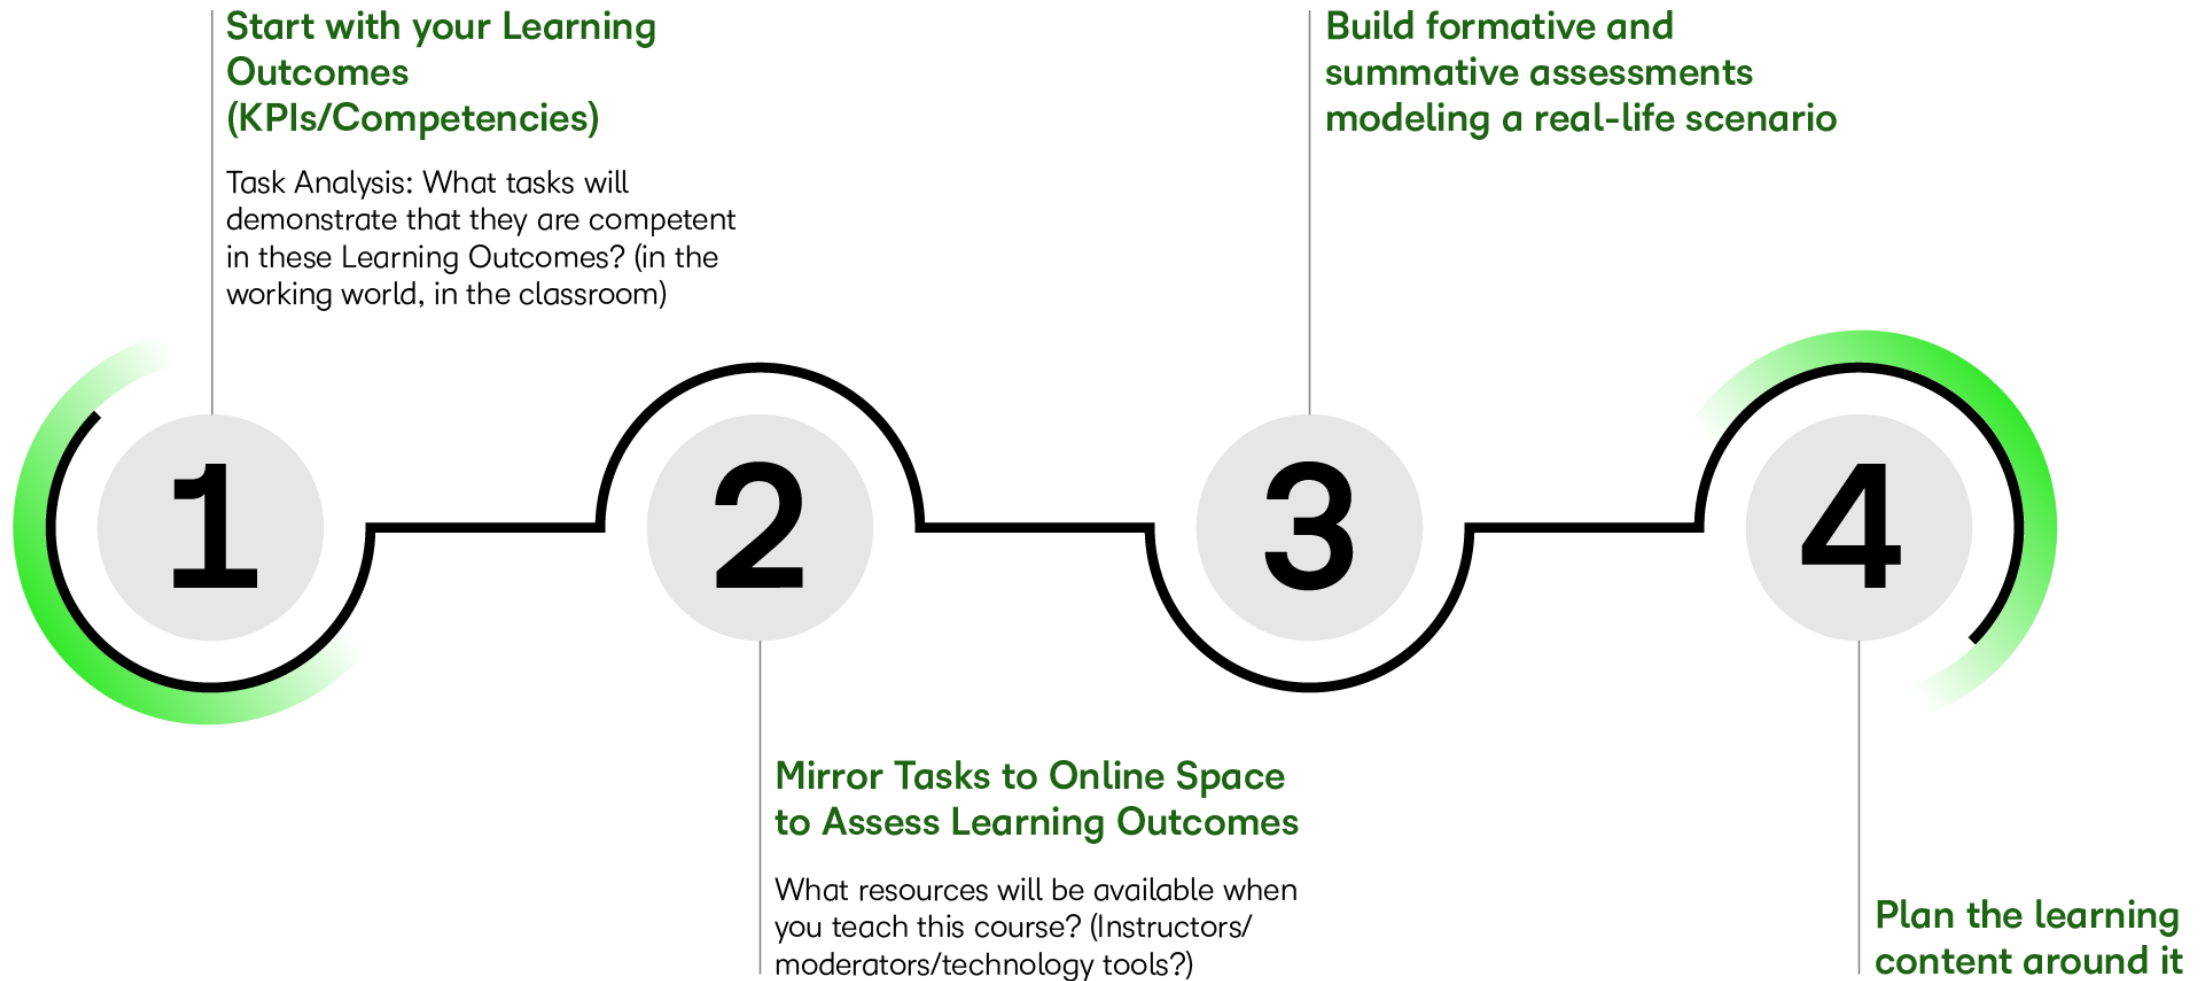 Start with your Learning
Outcomes
(KPIs/Competencies)
Task Analysis: What tasks will
demonstrate that they are competent
in these Learning Outcomes? (in the
working world, in the classroom)
1
2
Mirror Tasks to Online Space
to Assess Learning Outcomes
What resources will be available when
you teach this course? (Instructors/
moderators/technology tools?)
Build formative and
summative assessments
modeling a real-life scenario
3
4
Plan the learning
content around it